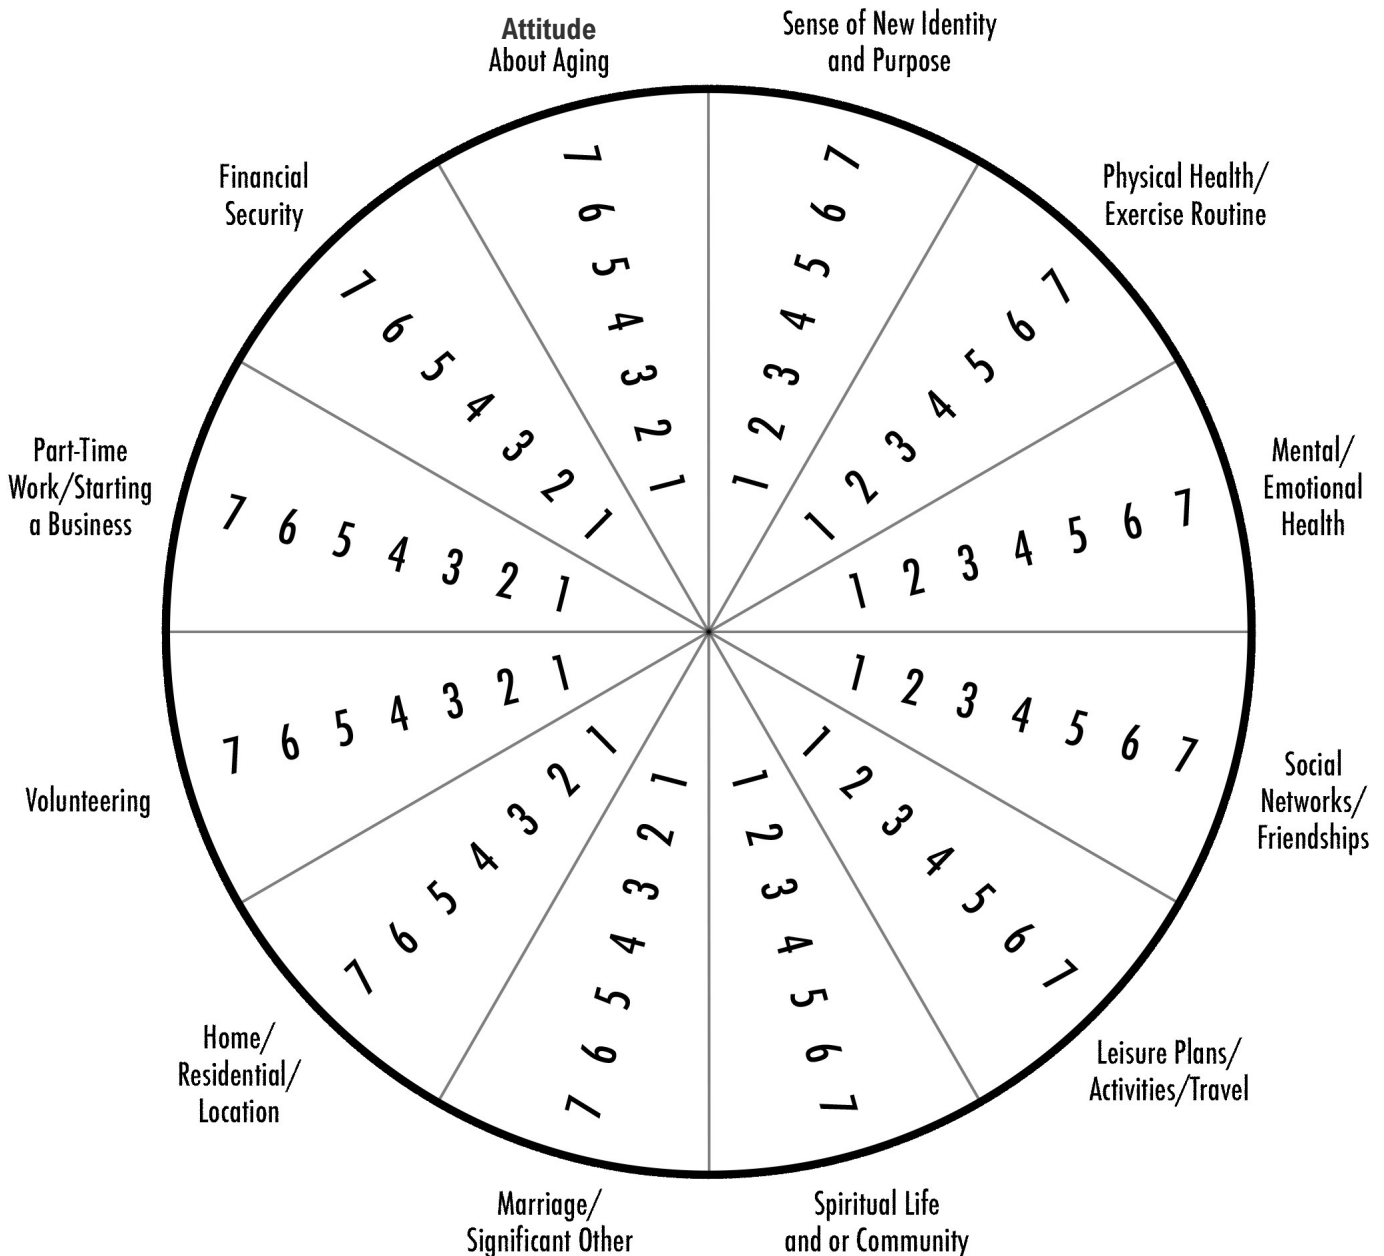 Attitude
About Aging
Sense of New Identity
and Purpose
Physical Health/
Exercise Routine
Mental/
Emotional
Health
Social
Networks/
Friendships
Leisure Plans/
Activities/Travel
Spiritual Life
and or Community
Marriage/
Significant Other
Home/
Residential/
Location
Volunteering
Part-Time
Work/Starting
a Business
Financial
Security
7 6 5 4 3 2 1
1 2 3 4 5 6 7
1 2 3 4 5 6 7
1 2 3 4 5 6 7
1 2 3 4 5 6 7
1 2 3 4 5 6 7
1 2 3 4 5 6 7
1 2 3 4 5 6 7
1 2 3 4 5 6 7
7 6 5 4 3 2 1
7 6 5 4 3 2 1
7 6 5 4 3 2 1